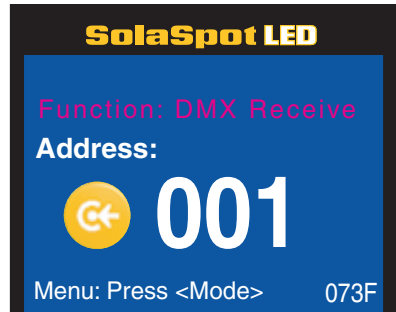 SolaSpot LED
Function: DMX Receive
Address:
001
Menu: Press <Mode> 073F